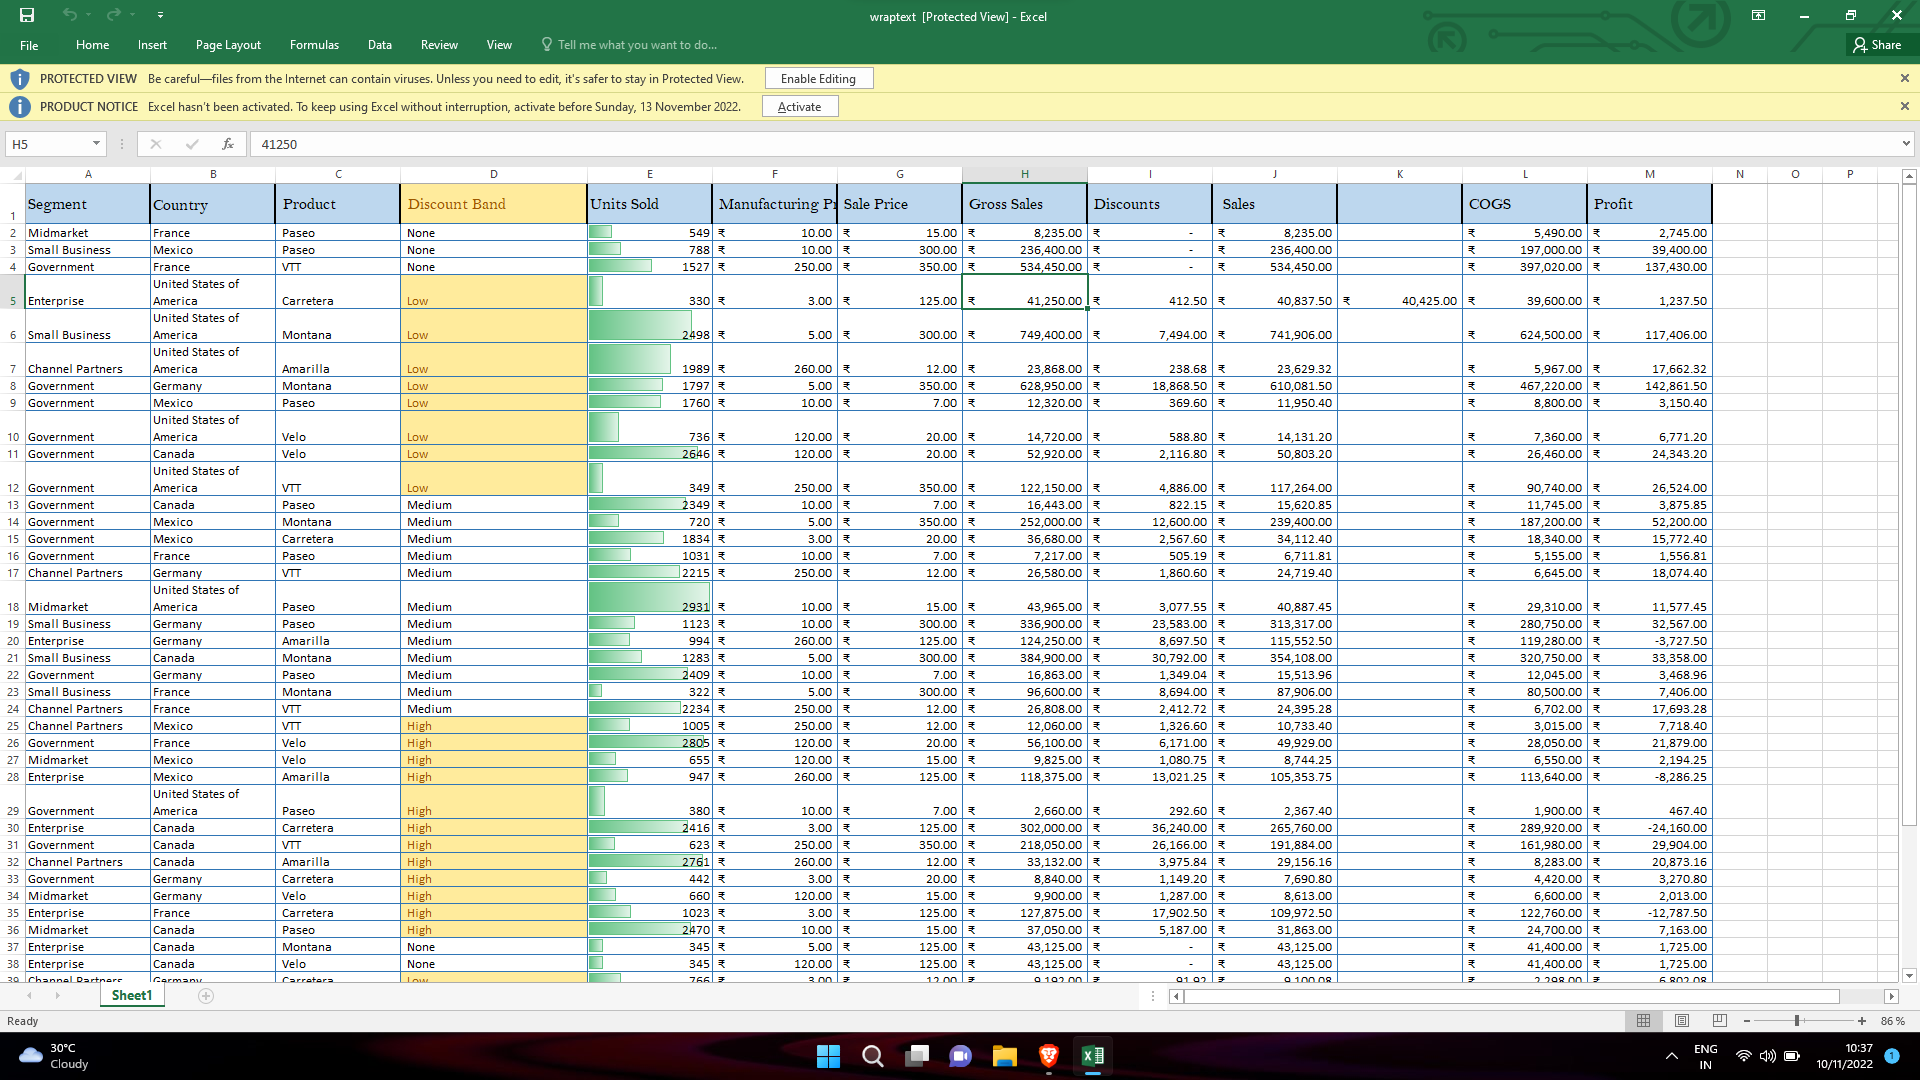 wraptext [Protected View] - Excel
File Home Insert Page Layout Formulas Data Review View Tell me what you want to do... Share
PROTECTED VIEW Be careful—files from the Internet can contain viruses. Unless you need to edit, it's safer to stay in Protected View. Enable Editing
PRODUCT NOTICE Excel hasn't been activated. To keep using Excel without interruption, activate before Sunday, 13 November 2022. Activate
H5 fx 41250
A B C D E F G H I J K L M N O P
1 Segment Country Product Discount Band Units Sold Manufacturing Pr Sale Price Gross Sales Discounts Sales COGS Profit
2 Midmarket France Paseo None 549 ₹ 10.00 ₹ 15.00 ₹ 8,235.00 ₹ - ₹ 8,235.00 ₹ 5,490.00 ₹ 2,745.00
3 Small Business Mexico Paseo None 788 ₹ 10.00 ₹ 300.00 ₹ 236,400.00 ₹ - ₹ 236,400.00 ₹ 197,000.00 ₹ 39,400.00
4 Government France VTT None 1527 ₹ 250.00 ₹ 350.00 ₹ 534,450.00 ₹ - ₹ 534,450.00 ₹ 397,020.00 ₹ 137,430.00
United States of
5 Enterprise America Carretera Low 330 ₹ 3.00 ₹ 125.00 ₹ 41,250.00 ₹ 412.50 ₹ 40,837.50 ₹ 40,425.00 ₹ 39,600.00 ₹ 1,237.50
United States of
6 Small Business America Montana Low 2498 ₹ 5.00 ₹ 300.00 ₹ 749,400.00 ₹ 7,494.00 ₹ 741,906.00 ₹ 624,500.00 ₹ 117,406.00
United States of
7 Channel Partners America Amarilla Low 1989 ₹ 260.00 ₹ 12.00 ₹ 23,868.00 ₹ 238.68 ₹ 23,629.32 ₹ 5,967.00 ₹ 17,662.32
8 Government Germany Montana Low 1797 ₹ 5.00 ₹ 350.00 ₹ 628,950.00 ₹ 18,868.50 ₹ 610,081.50 ₹ 467,220.00 ₹ 142,861.50
9 Government Mexico Paseo Low 1760 ₹ 10.00 ₹ 7.00 ₹ 12,320.00 ₹ 369.60 ₹ 11,950.40 ₹ 8,800.00 ₹ 3,150.40
United States of
10 Government America Velo Low 736 ₹ 120.00 ₹ 20.00 ₹ 14,720.00 ₹ 588.80 ₹ 14,131.20 ₹ 7,360.00 ₹ 6,771.20
11 Government Canada Velo Low 2646 ₹ 120.00 ₹ 20.00 ₹ 52,920.00 ₹ 2,116.80 ₹ 50,803.20 ₹ 26,460.00 ₹ 24,343.20
United States of
12 Government America VTT Low 349 ₹ 250.00 ₹ 350.00 ₹ 122,150.00 ₹ 4,886.00 ₹ 117,264.00 ₹ 90,740.00 ₹ 26,524.00
13 Government Canada Paseo Medium 2349 ₹ 10.00 ₹ 7.00 ₹ 16,443.00 ₹ 822.15 ₹ 15,620.85 ₹ 11,745.00 ₹ 3,875.85
14 Government Mexico Montana Medium 720 ₹ 5.00 ₹ 350.00 ₹ 252,000.00 ₹ 12,600.00 ₹ 239,400.00 ₹ 187,200.00 ₹ 52,200.00
15 Government Mexico Carretera Medium 1834 ₹ 3.00 ₹ 20.00 ₹ 36,680.00 ₹ 2,567.60 ₹ 34,112.40 ₹ 18,340.00 ₹ 15,772.40
16 Government France Paseo Medium 1031 ₹ 10.00 ₹ 7.00 ₹ 7,217.00 ₹ 505.19 ₹ 6,711.81 ₹ 5,155.00 ₹ 1,556.81
17 Channel Partners Germany VTT Medium 2215 ₹ 250.00 ₹ 12.00 ₹ 26,580.00 ₹ 1,860.60 ₹ 24,719.40 ₹ 6,645.00 ₹ 18,074.40
United States of
18 Midmarket America Paseo Medium 2931 ₹ 10.00 ₹ 15.00 ₹ 43,965.00 ₹ 3,077.55 ₹ 40,887.45 ₹ 29,310.00 ₹ 11,577.45
19 Small Business Germany Paseo Medium 1123 ₹ 10.00 ₹ 300.00 ₹ 336,900.00 ₹ 23,583.00 ₹ 313,317.00 ₹ 280,750.00 ₹ 32,567.00
20 Enterprise Germany Amarilla Medium 994 ₹ 260.00 ₹ 125.00 ₹ 124,250.00 ₹ 8,697.50 ₹ 115,552.50 ₹ 119,280.00 ₹ -3,727.50
21 Small Business Canada Montana Medium 1283 ₹ 5.00 ₹ 300.00 ₹ 384,900.00 ₹ 30,792.00 ₹ 354,108.00 ₹ 320,750.00 ₹ 33,358.00
22 Government Germany Paseo Medium 2409 ₹ 10.00 ₹ 7.00 ₹ 16,863.00 ₹ 1,349.04 ₹ 15,513.96 ₹ 12,045.00 ₹ 3,468.96
23 Small Business France Montana Medium 322 ₹ 5.00 ₹ 300.00 ₹ 96,600.00 ₹ 8,694.00 ₹ 87,906.00 ₹ 80,500.00 ₹ 7,406.00
24 Channel Partners France VTT Medium 2234 ₹ 250.00 ₹ 12.00 ₹ 26,808.00 ₹ 2,412.72 ₹ 24,395.28 ₹ 6,702.00 ₹ 17,693.28
25 Channel Partners Mexico VTT High 1005 ₹ 250.00 ₹ 12.00 ₹ 12,060.00 ₹ 1,326.60 ₹ 10,733.40 ₹ 3,015.00 ₹ 7,718.40
26 Government France Velo High 2805 ₹ 120.00 ₹ 20.00 ₹ 56,100.00 ₹ 6,171.00 ₹ 49,929.00 ₹ 28,050.00 ₹ 21,879.00
27 Midmarket Mexico Velo High 655 ₹ 120.00 ₹ 15.00 ₹ 9,825.00 ₹ 1,080.75 ₹ 8,744.25 ₹ 6,550.00 ₹ 2,194.25
28 Enterprise Mexico Amarilla High 947 ₹ 260.00 ₹ 125.00 ₹ 118,375.00 ₹ 13,021.25 ₹ 105,353.75 ₹ 113,640.00 ₹ -8,286.25
United States of
29 Government America Paseo High 380 ₹ 10.00 ₹ 7.00 ₹ 2,660.00 ₹ 292.60 ₹ 2,367.40 ₹ 1,900.00 ₹ 467.40
30 Enterprise Canada Carretera High 2416 ₹ 3.00 ₹ 125.00 ₹ 302,000.00 ₹ 36,240.00 ₹ 265,760.00 ₹ 289,920.00 ₹ -24,160.00
31 Government Canada VTT High 623 ₹ 250.00 ₹ 350.00 ₹ 218,050.00 ₹ 26,166.00 ₹ 191,884.00 ₹ 161,980.00 ₹ 29,904.00
32 Channel Partners Canada Amarilla High 2761 ₹ 260.00 ₹ 12.00 ₹ 33,132.00 ₹ 3,975.84 ₹ 29,156.16 ₹ 8,283.00 ₹ 20,873.16
33 Government Germany Carretera High 442 ₹ 3.00 ₹ 20.00 ₹ 8,840.00 ₹ 1,149.20 ₹ 7,690.80 ₹ 4,420.00 ₹ 3,270.80
34 Midmarket Germany Velo High 660 ₹ 120.00 ₹ 15.00 ₹ 9,900.00 ₹ 1,287.00 ₹ 8,613.00 ₹ 6,600.00 ₹ 2,013.00
35 Enterprise France Carretera High 1023 ₹ 3.00 ₹ 125.00 ₹ 127,875.00 ₹ 17,902.50 ₹ 109,972.50 ₹ 122,760.00 ₹ -12,787.50
36 Midmarket Canada Paseo High 2470 ₹ 10.00 ₹ 15.00 ₹ 37,050.00 ₹ 5,187.00 ₹ 31,863.00 ₹ 24,700.00 ₹ 7,163.00
37 Enterprise Canada Montana None 345 ₹ 5.00 ₹ 125.00 ₹ 43,125.00 ₹ - ₹ 43,125.00 ₹ 41,400.00 ₹ 1,725.00
38 Enterprise Canada Velo None 345 ₹ 120.00 ₹ 125.00 ₹ 43,125.00 ₹ - ₹ 43,125.00 ₹ 41,400.00 ₹ 1,725.00
39 Channel Partners Germany Carretera Low 766 ₹ 3.00 ₹ 12.00 ₹ 9,192.00 ₹ 91.92 ₹ 9,100.08 ₹ 2,298.00 ₹ 6,802.08
Sheet1
Ready 86 %
30°C
Cloudy
ENG
IN
10:37
10/11/2022
1